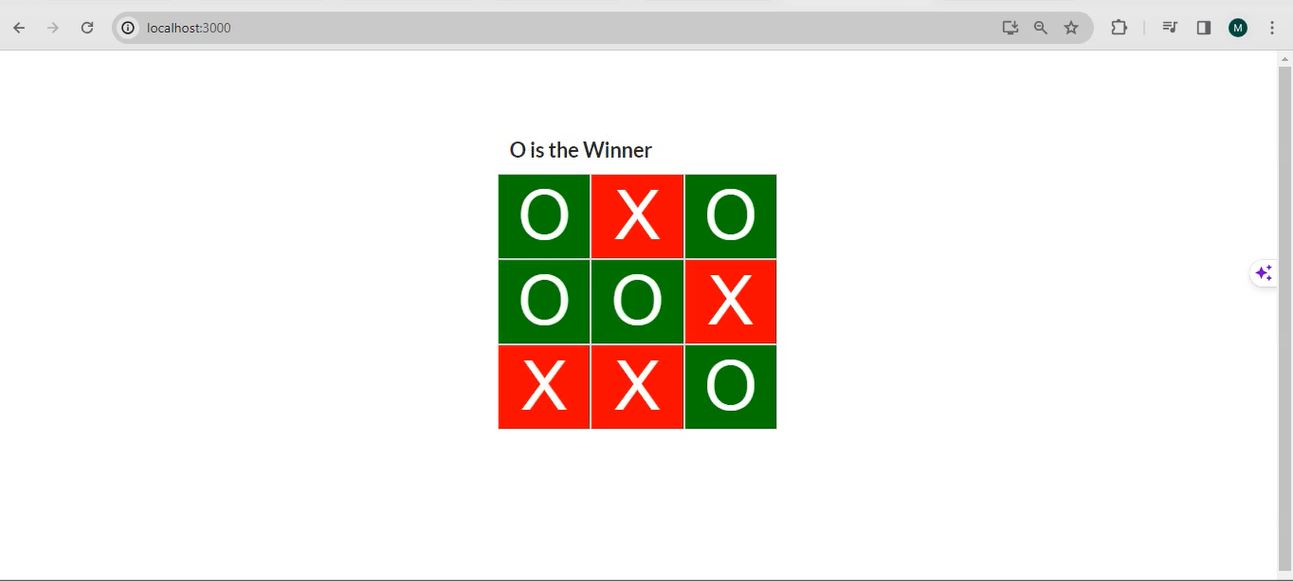 localhost:3000
M
O is the Winner
O X O
O O X
X X O